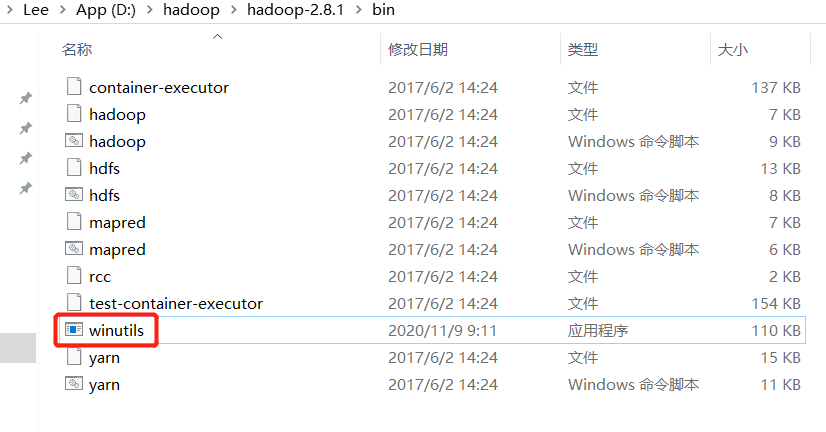 Lee > App (D:) > hadoop > hadoop-2.8.1 > bin
名称 修改日期 类型 大小
container-executor 2017/6/2 14:24 文件 137 KB
hadoop 2017/6/2 14:24 文件 7 KB
hadoop 2017/6/2 14:24 Windows 命令脚本 9 KB
hdfs 2017/6/2 14:24 文件 13 KB
hdfs 2017/6/2 14:24 Windows 命令脚本 8 KB
mapred 2017/6/2 14:24 文件 7 KB
mapred 2017/6/2 14:24 Windows 命令脚本 6 KB
rcc 2017/6/2 14:24 文件 2 KB
test-container-executor 2017/6/2 14:24 文件 154 KB
winutils 2020/11/9 9:11 应用程序 110 KB
yarn 2017/6/2 14:24 文件 15 KB
yarn 2017/6/2 14:24 Windows 命令脚本 11 KB